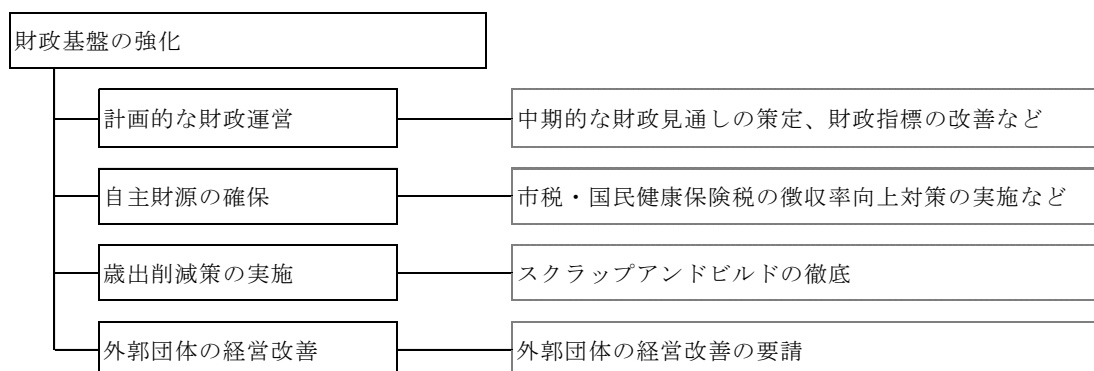 財政基盤の強化
計画的な財政運営
中期的な財政見通しの策定、財政指標の改善など
自主財源の確保
市税・国民健康保険税の徴収率向上対策の実施など
歳出削減策の実施
スクラップアンドビルドの徹底
外郭団体の経営改善
外郭団体の経営改善の要請